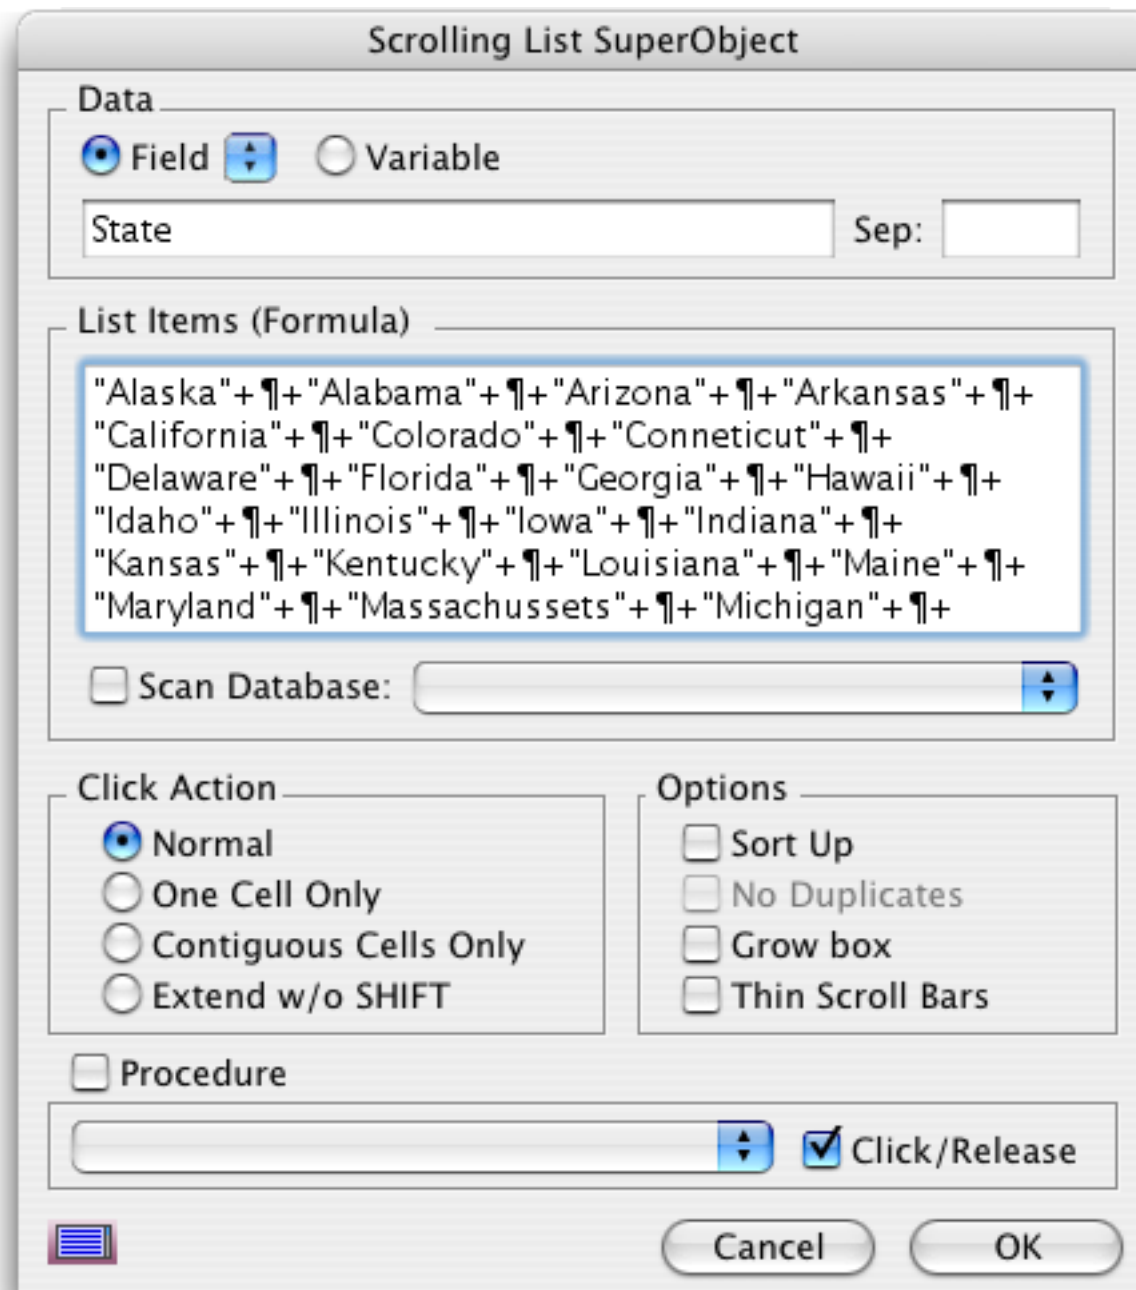 Scrolling List SuperObject
Data
Field Variable
State Sep:
List Items (Formula)
"Alaska"+¶+"Alabama"+¶+"Arizona"+¶+"Arkansas"+¶+
"California"+¶+"Colorado"+¶+"Conneticut"+¶+
"Delaware"+¶+"Florida"+¶+"Georgia"+¶+"Hawaii"+¶+
"Idaho"+¶+"Illinois"+¶+"Iowa"+¶+"Indiana"+¶+
"Kansas"+¶+"Kentucky"+¶+"Louisiana"+¶+"Maine"+¶+
"Maryland"+¶+"Massachussets"+¶+"Michigan"+¶+
Scan Database:
Click Action
Normal
One Cell Only
Contiguous Cells Only
Extend w/o SHIFT
Options
Sort Up
No Duplicates
Grow box
Thin Scroll Bars
Procedure
Click/Release
Cancel OK